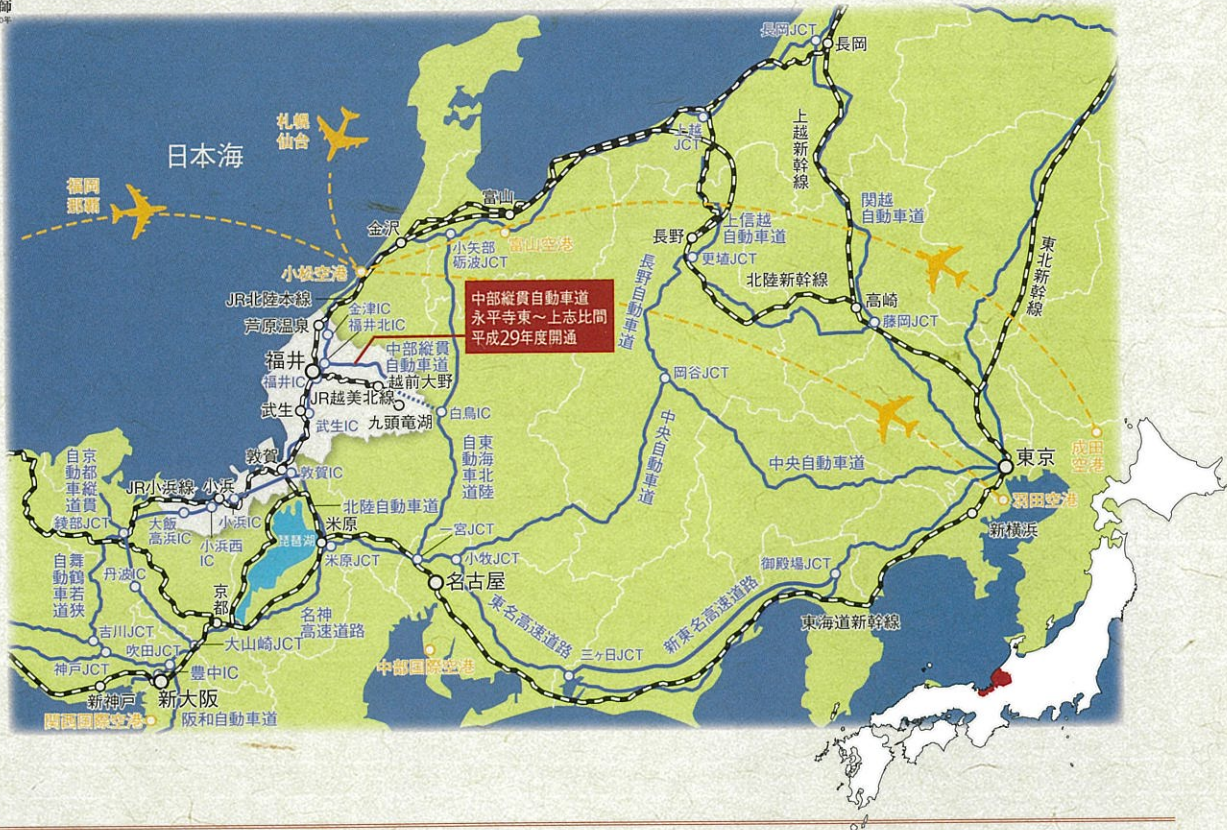 師
長岡JCT
長岡
札幌
仙台
日本海
上越
JCT
上越新幹線
福岡
那覇
富山
関越
自動車道
金沢
上信越
自動車道
長野
富山空港
小矢部
砺波JCT
東北新幹線
更埴JCT
小松空港
長野自動車道
北陸新幹線
JR北陸本線
中部縦貫自動車道
永平寺東~上志比間
平成29年度開通
高崎
金津IC
芦原温泉
福井北IC
藤岡JCT
中部縦貫
自動車道
福井
福井IC
越前大野
岡谷JCT
JR越美北線
武生
九頭竜湖
白鳥IC
武生IC
中央自動車道
成田空港
東海北陸
自動車道
敦賀
敦賀IC
中央自動車道
東京
京都縦貫
自動車道
JR小浜線
小浜
羽田空港
北陸自動車道
綾部JCT
大飯
高浜IC
小浜IC
小浜西
IC
米原
一宮JCT
新横浜
琵琶湖
米原JCT
小牧JCT
御殿場JCT
舞鶴若狭
自動車道
丹波IC
名古屋
京都
東名高速道路
新東名高速道路
東海道新幹線
名神
高速道路
吉川JCT
大山崎JCT
吹田JCT
三ヶ日JCT
神戸JCT
豊中IC
中部国際空港
新神戸
新大阪
関西国際空港
阪和自動車道